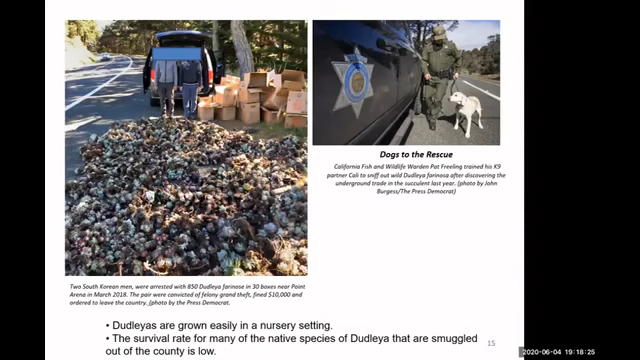 Dogs to the Rescue
California Fish and Wildlife Warden Pat Freeling trained his K9
partner Cali to sniff out wild Dudleya farinosa after discovering the
underground trade in the succulent last year. (photo by John
Burgess/The Press Democrat)
Two South Korean men, were arrested with 850 Dudleya farinose in 30 boxes near Point
Arena in March 2018. The pair were convicted of felony grand theft, fined $10,000 and
ordered to leave the country. (photo by the Press Democrat.
• Dudleyas are grown easily in a nursery setting.
• The survival rate for many of the native species of Dudleya that are smuggled
out of the county is low.
15
2020-06-04 19:18:25